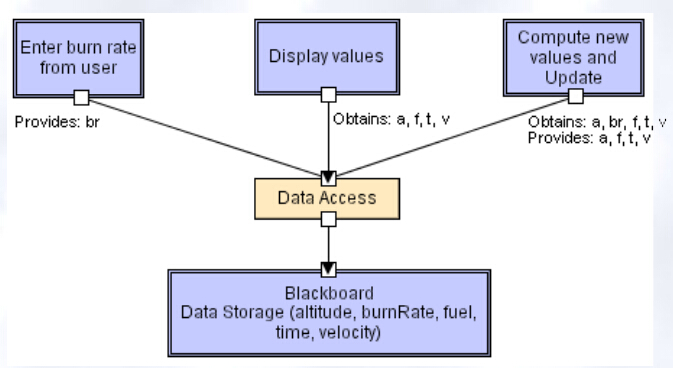 Enter burn rate
from user
Display values
Compute new
values and
Update
Provides: br
Obtains: a, f, t, v
Obtains: a, br, f, t, v
Provides: a, f, t, v
Data Access
Blackboard
Data Storage (altitude, burnRate, fuel,
time, velocity)